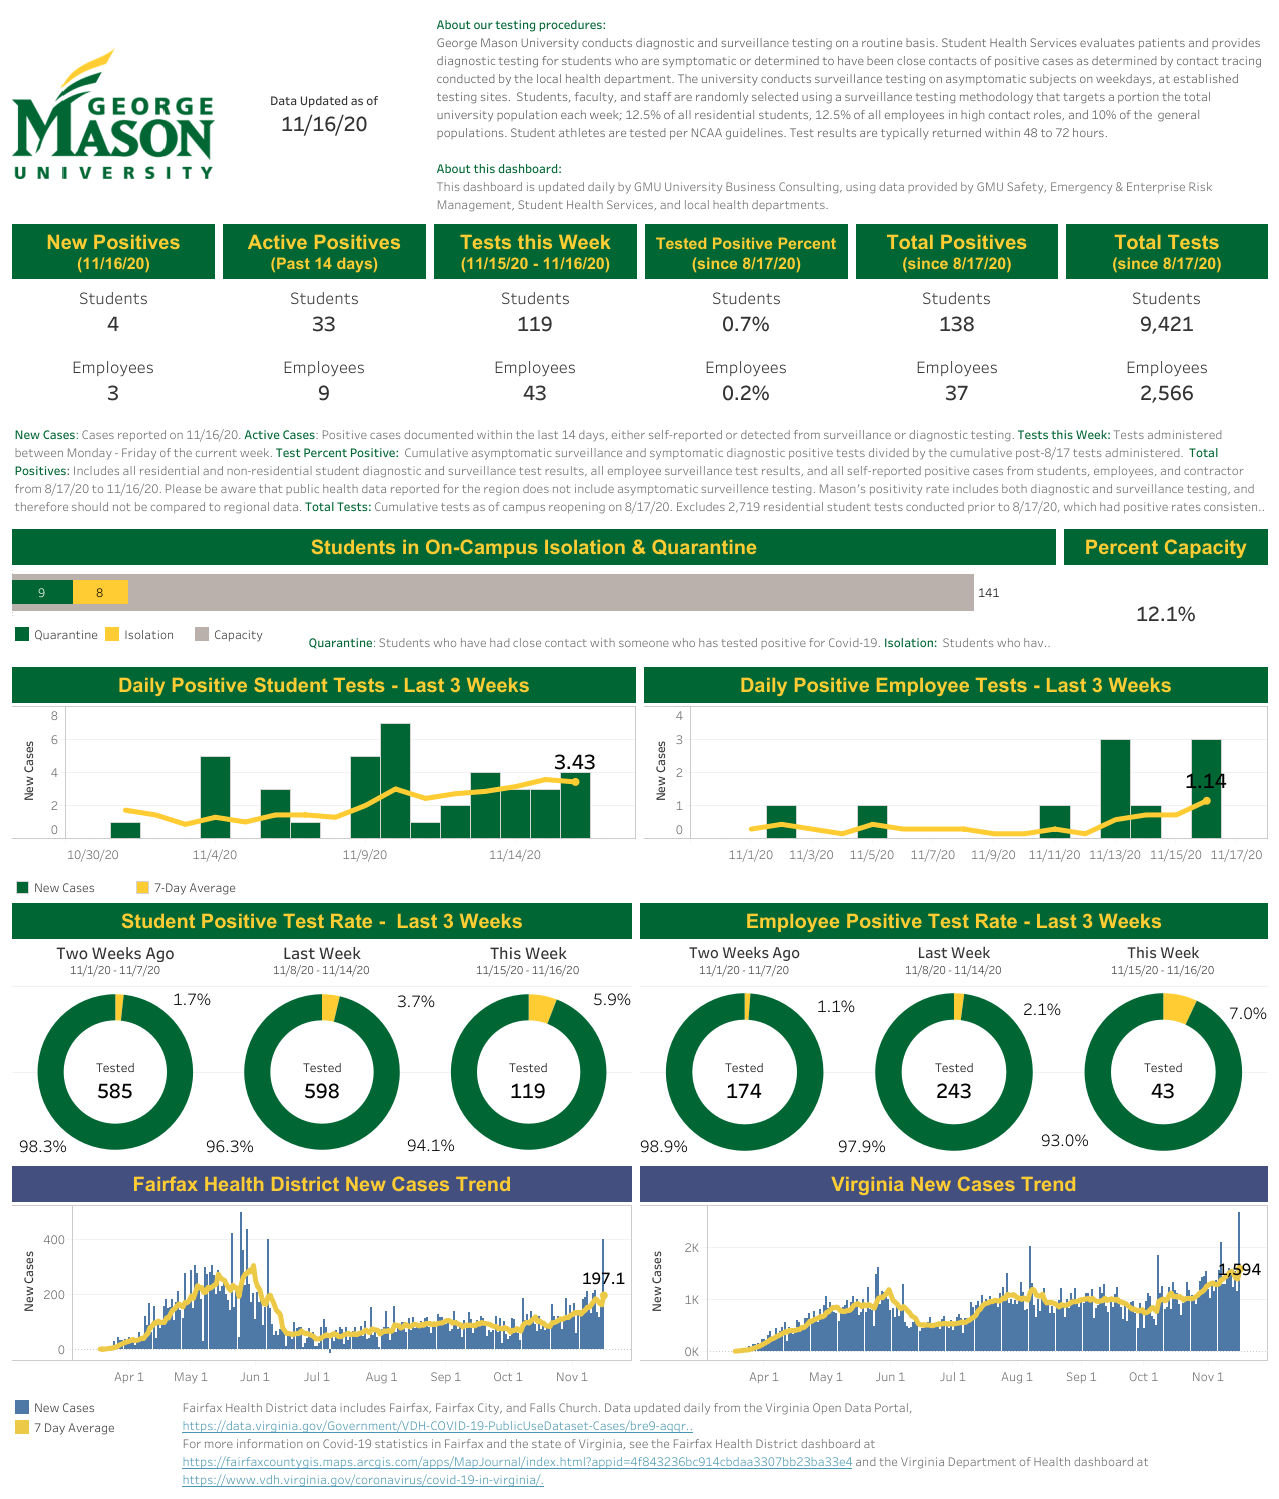 About our testing procedures:
George Mason University conducts diagnostic and surveillance testing on a routine basis. Student Health Services evaluates patients and provides
diagnostic testing for students who are symptomatic or determined to have been close contacts of positive cases as determined by contact tracing
conducted by the local health department. The university conducts surveillance testing on asymptomatic subjects on weekdays, at established
testing sites.  Students, faculty, and staff are randomly selected using a surveillance testing methodology that targets a portion the total
university population each week; 12.5% of all residential students, 12.5% of all employees in high contact roles, and 10% of the  general
populations. Student athletes are tested per NCAA guidelines. Test results are typically returned within 48 to 72 hours.
About this dashboard:
This dashboard is updated daily by GMU University Business Consulting, using data provided by GMU Safety, Emergency & Enterprise Risk
Management, Student Health Services, and local health departments.
GEORGE
MASON
UNIVERSITY
Data Updated as of
11/16/20
New Positives
(11/16/20)
Students
4
Employees
3
Active Positives
(Past 14 days)
Students
33
Employees
9
Tests this Week
(11/15/20 - 11/16/20)
Students
119
Employees
43
Tested Positive Percent
(since 8/17/20)
Students
0.7%
Employees
0.2%
Total Positives
(since 8/17/20)
Students
138
Employees
37
Total Tests
(since 8/17/20)
Students
9,421
Employees
2,566
New Cases: Cases reported on 11/16/20. Active Cases: Positive cases documented within the last 14 days, either self-reported or detected from surveillance or diagnostic testing. Tests this Week: Tests administered
between Monday - Friday of the current week. Test Percent Positive:  Cumulative asymptomatic surveillance and symptomatic diagnostic positive tests divided by the cumulative post-8/17 tests administered.  Total
Positives: Includes all residential and non-residential student diagnostic and surveillance test results, all employee surveillance test results, and all self-reported positive cases from students, employees, and contractor
from 8/17/20 to 11/16/20. Please be aware that public health data reported for the region does not include asymptomatic surveillence testing. Mason's positivity rate includes both diagnostic and surveillance testing, and
therefore should not be compared to regional data. Total Tests: Cumulative tests as of campus reopening on 8/17/20. Excludes 2,719 residential student tests conducted prior to 8/17/20, which had positive rates consisten..
Students in On-Campus Isolation & Quarantine
9 8 141
Quarantine Isolation Capacity
Quarantine: Students who have had close contact with someone who has tested positive for Covid-19. Isolation:  Students who hav..
Percent Capacity
12.1%
Daily Positive Student Tests - Last 3 Weeks
New Cases
8
6
4
2
0
3.43
10/30/20 11/4/20 11/9/20 11/14/20
New Cases 7-Day Average
Daily Positive Employee Tests - Last 3 Weeks
New Cases
4
3
2
1
0
1.14
11/1/20 11/3/20 11/5/20 11/7/20 11/9/20 11/11/20 11/13/20 11/15/20 11/17/20
Student Positive Test Rate -  Last 3 Weeks
Two Weeks Ago
11/1/20 - 11/7/20
1.7%
Tested
585
98.3%
Last Week
11/8/20 - 11/14/20
3.7%
Tested
598
96.3%
This Week
11/15/20 - 11/16/20
5.9%
Tested
119
94.1%
Employee Positive Test Rate - Last 3 Weeks
Two Weeks Ago
11/1/20 - 11/7/20
1.1%
Tested
174
98.9%
Last Week
11/8/20 - 11/14/20
2.1%
Tested
243
97.9%
This Week
11/15/20 - 11/16/20
7.0%
Tested
43
93.0%
Fairfax Health District New Cases Trend
New Cases
400
200
0
197.1
Apr 1 May 1 Jun 1 Jul 1 Aug 1 Sep 1 Oct 1 Nov 1
Virginia New Cases Trend
New Cases
2K
1K
0K
1,594
Apr 1 May 1 Jun 1 Jul 1 Aug 1 Sep 1 Oct 1 Nov 1
New Cases
7 Day Average
Fairfax Health District data includes Fairfax, Fairfax City, and Falls Church. Data updated daily from the Virginia Open Data Portal,
https://data.virginia.gov/Government/VDH-COVID-19-PublicUseDataset-Cases/bre9-aqqr..
For more information on Covid-19 statistics in Fairfax and the state of Virginia, see the Fairfax Health District dashboard at
https://fairfaxcountygis.maps.arcgis.com/apps/MapJournal/index.html?appid=4f843236bc914cbdaa3307bb23ba33e4 and the Virginia Department of Health dashboard at
https://www.vdh.virginia.gov/coronavirus/covid-19-in-virginia/.